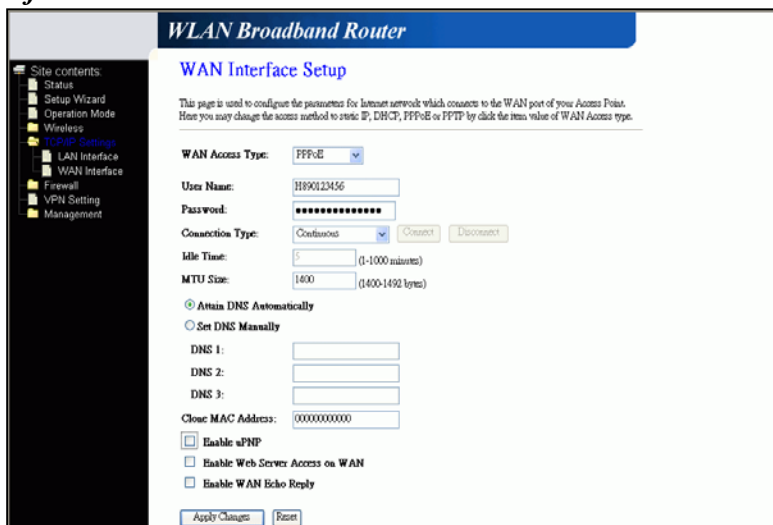 WLAN Broadband Router
Site contents:
Status
Setup Wizard
Operation Mode
Wireless
TCP/IP Settings
LAN Interface
WAN Interface
Firewall
VPN Setting
Management
WAN Interface Setup
This page is used to configure the parameters for Internet network which connects to the WAN port of your Access Point.
Here you may change the access method to static IP, DHCP, PPPoE or PPTP by click the item value of WAN Access type.
WAN Access Type: PPPoE
User Name: H890123456
Password: ●●●●●●●●●●●●●●
Connection Type: Continuous Connect Disconnect
Idle Time: 5 (1-1000 minutes)
MTU Size: 1400 (1400-1492 bytes)
Attain DNS Automatically
Set DNS Manually
DNS 1:
DNS 2:
DNS 3:
Clone MAC Address: 000000000000
Enable uPNP
Enable Web Server Access on WAN
Enable WAN Echo Reply
Apply Changes Reset